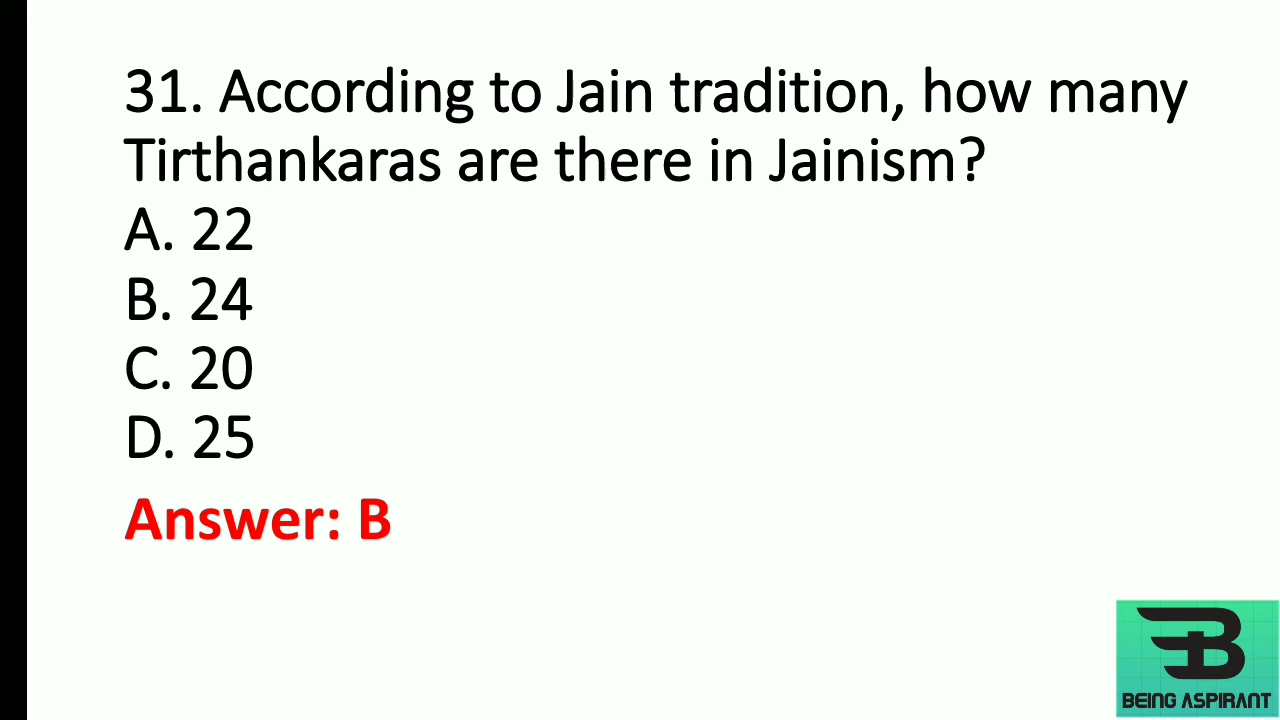 31. According to Jain tradition, how many
Tirthankaras are there in Jainism?
A. 22
B. 24
C. 20
D. 25
Answer: B
BEING ASPIRANT